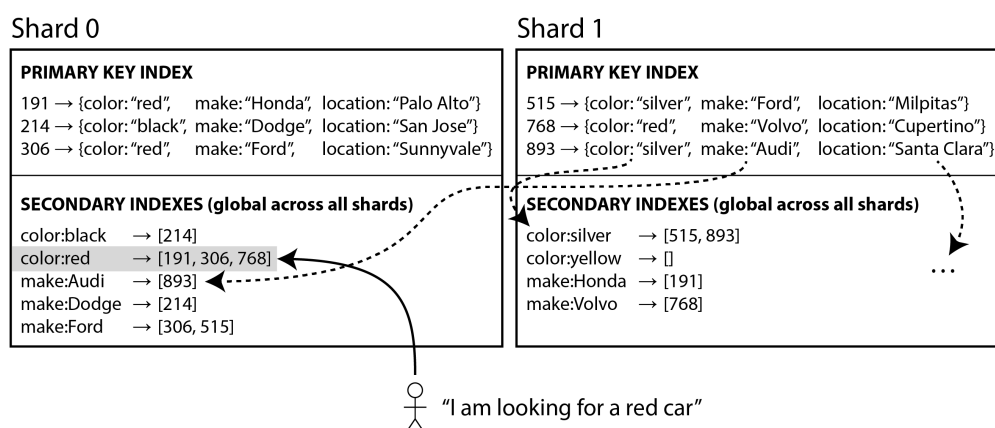 Shard 0
PRIMARY KEY INDEX
191 → {color: “red”, make: “Honda”, location: “Palo Alto”}
214 → {color: “black”, make: “Dodge”, location: “San Jose”}
306 → {color: “red”, make: “Ford”, location: “Sunnyvale”}
SECONDARY INDEXES (global across all shards)
color:black → [214]
color:red → [191, 306, 768]
make:Audi → [893]
make:Dodge → [214]
make:Ford → [306, 515]
Shard 1
PRIMARY KEY INDEX
515 → {color: “silver”, make: “Ford”, location: “Milpitas”}
768 → {color: “red”, make: “Volvo”, location: “Cupertino”}
893 → {color: “silver”, make: “Audi”, location: “Santa Clara”}
SECONDARY INDEXES (global across all shards)
color:silver → [515, 893]
color:yellow → []
make:Honda → [191]
make:Volvo → [768]
...
“I am looking for a red car”